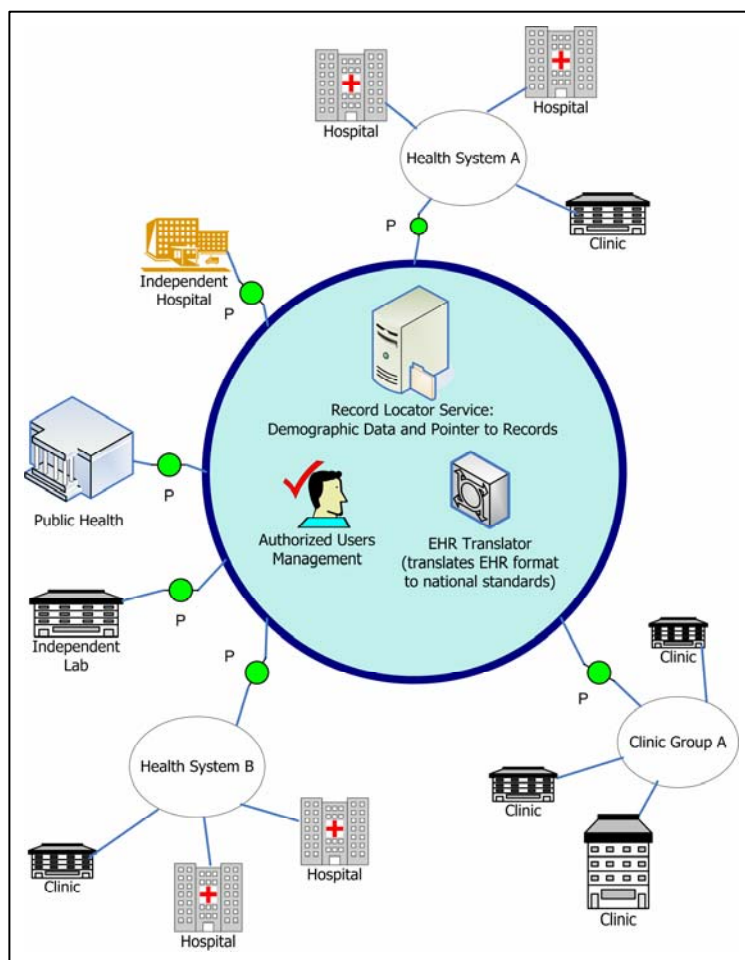 Hospital
Hospital
Health System A
P
Clinic
Independent
Hospital
P
Record Locator Service:
Demographic Data and Pointer to Records
P
Public Health
Authorized Users
Management
EHR Translator
(translates EHR format
to national standards)
P
Independent
Lab
P
Clinic
P
Clinic Group A
Health System B
Clinic
Clinic
Hospital
Hospital
Clinic